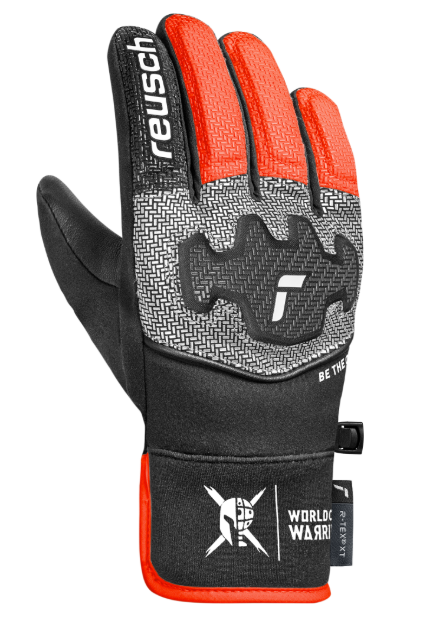 reusch
BE THE
WORLDC
WARRI
R-TEX® XT